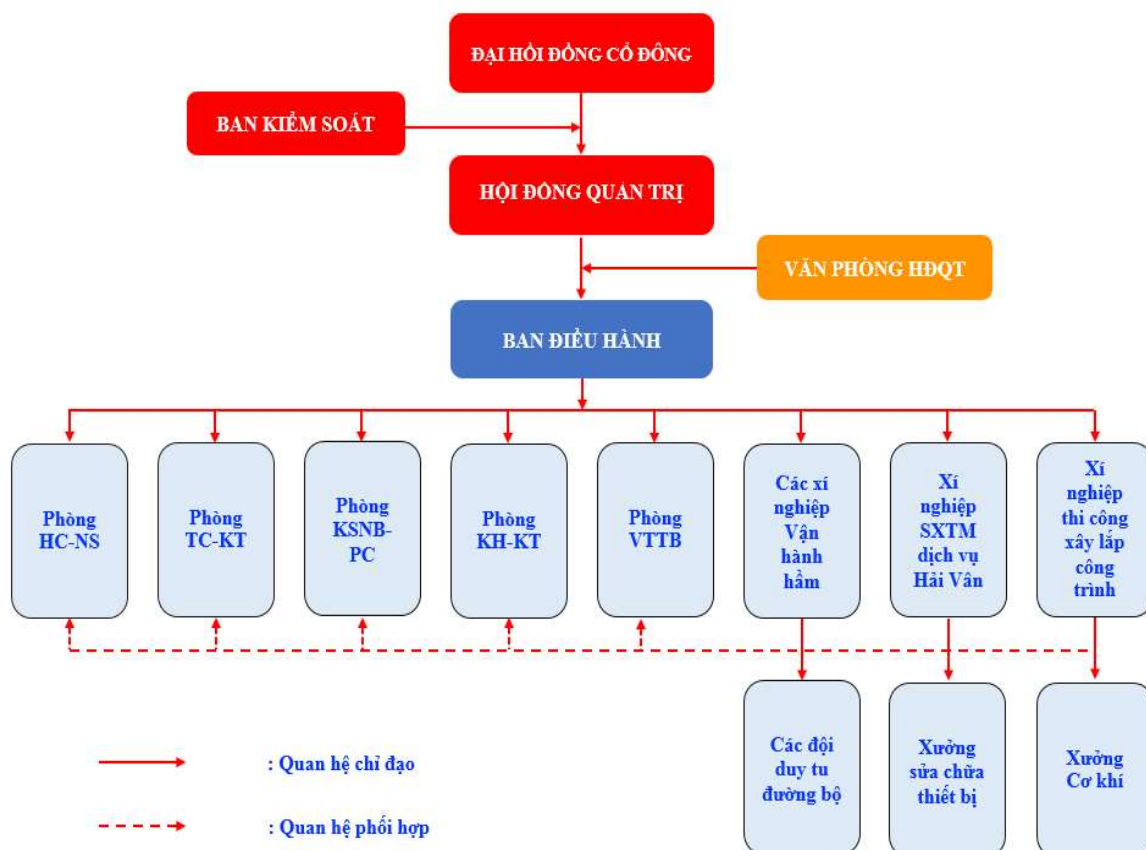 ĐẠI HỒI ĐỒNG CỔ ĐÔNG
BAN KIỂM SOÁT
HỘI ĐỒNG QUẢN TRỊ
VĂN PHÒNG HĐQT
BAN ĐIỀU HÀNH
Phòng
HC-NS
Phòng
TC-KT
Phòng
KSNB-
PC
Phòng
KH-KT
Phòng
VTTB
Các xí
nghiệp
Vận
hành
hầm
Xí
nghiệp
SXTM
dịch vụ
Hải Vân
Xí
nghiệp
thi công
xây lắp
công
trình
Các đội
duy tu
đường bộ
Xưởng
sửa chữa
thiết bị
Xưởng
Cơ khí
: Quan hệ chỉ đạo
: Quan hệ phối hợp